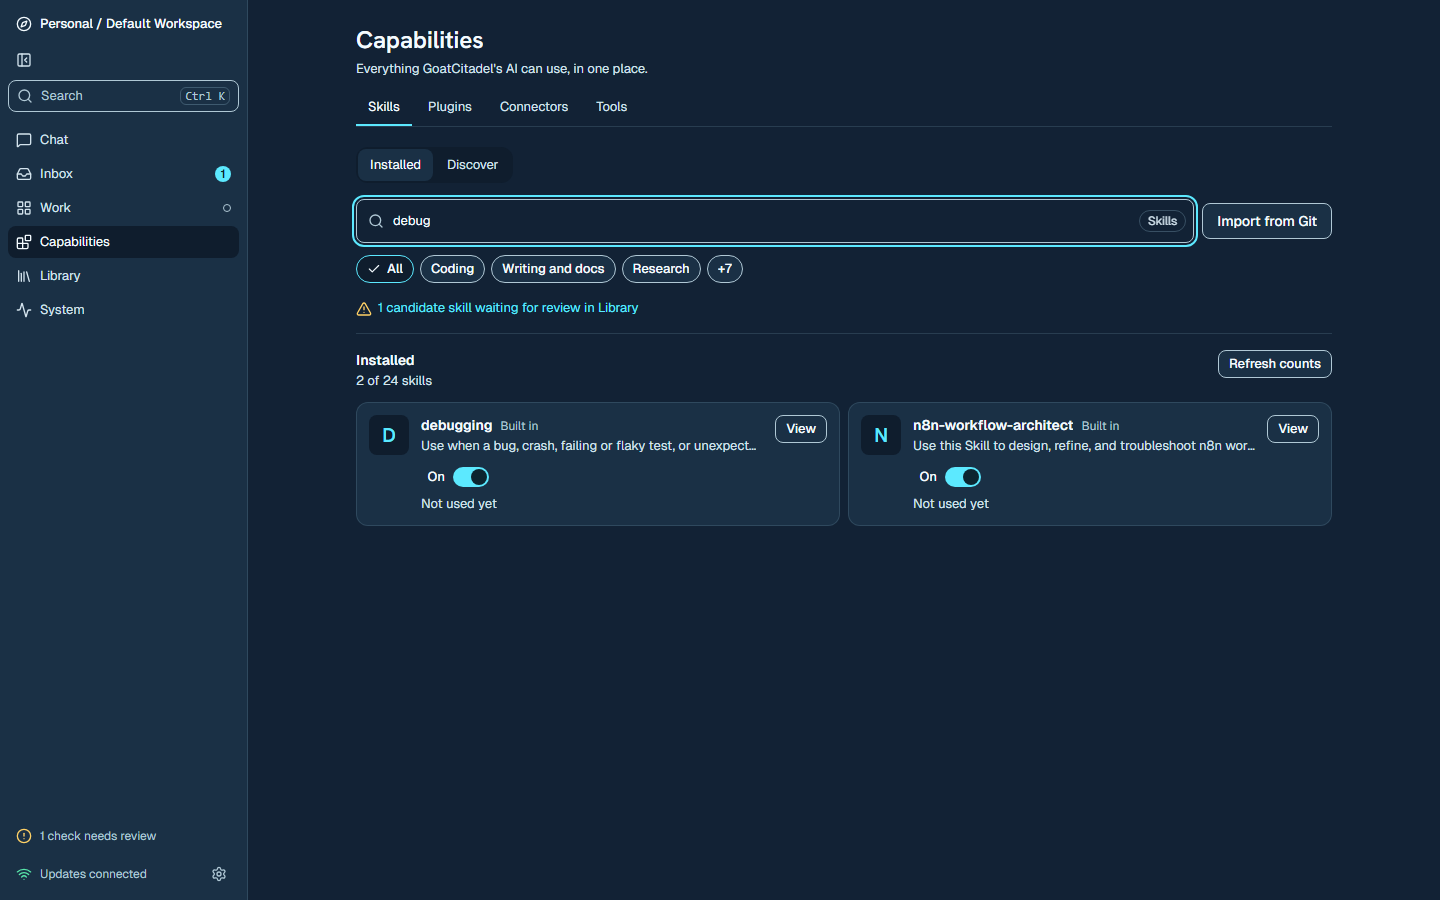 Personal / Default Workspace
Search
Ctrl K
Chat
Inbox
1
Work
Capabilities
Library
System
1 check needs review
Updates connected
Capabilities
Everything GoatCitadel's AI can use, in one place.
Skills
Plugins
Connectors
Tools
Installed
Discover
debug
Skills
Import from Git
All
Coding
Writing and docs
Research
+7
1 candidate skill waiting for review in Library
Installed
2 of 24 skills
Refresh counts
D
debugging Built in
View
Use when a bug, crash, failing or flaky test, or unexpect...
On
Not used yet
N
n8n-workflow-architect Built in
View
Use this Skill to design, refine, and troubleshoot n8n wor...
On
Not used yet